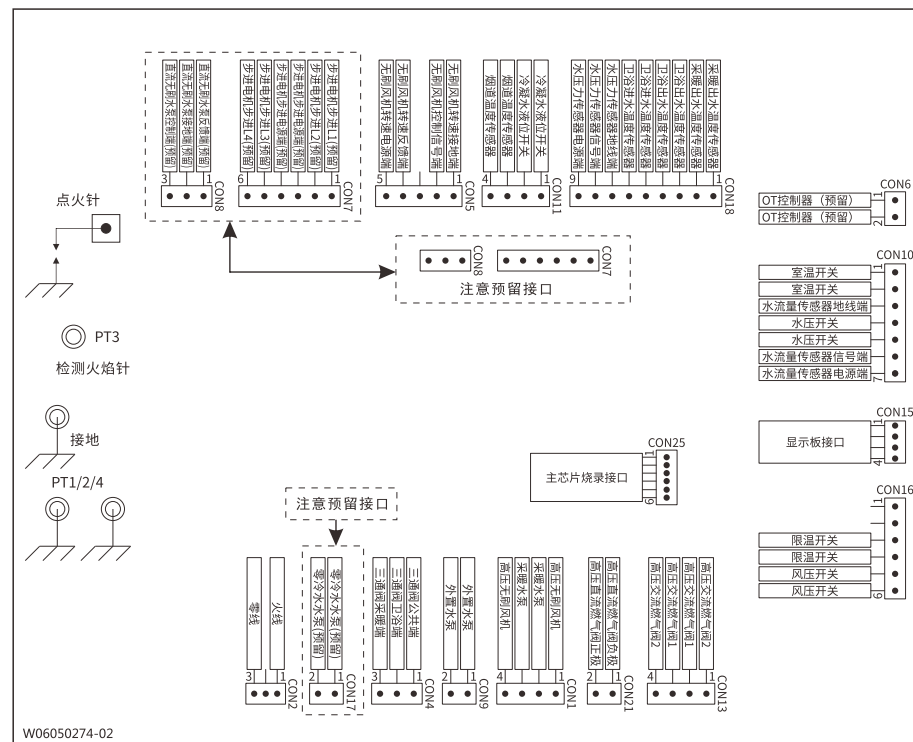 直流无刷水泵控制端(预留)
直流无刷水泵接地端(预留)
直流无刷水泵反馈端(预留)
3
1
CON8
步进电机步进L4(预留)
步进电机步进L3(预留)
步进电机步进电源端(预留)
步进电机步进电源端(预留)
步进电机步进L2(预留)
步进电机步进L1(预留)
6
1
CON7
无刷风机转速电源端
无刷风机转速反馈端
无刷风机控制信号端
无刷风机转速接地端
5
1
CON5
烟道温度传感器
烟道温度传感器
冷凝水液位开关
冷凝水液位开关
4
1
CON11
水压力传感器电源端
水压力传感器信号端
水压力传感器地线端
卫浴进水温度传感器
卫浴进水温度传感器
卫浴出水温度传感器
卫浴出水温度传感器
采暖出水温度传感器
采暖出水温度传感器
9
1
CON18
CON6
OT控制器（预留）
OT控制器（预留）
1
2
点火针
CON8
CON7
注意预留接口
CON10
室温开关
室温开关
水流量传感器地线端
水压开关
水压开关
水流量传感器信号端
水流量传感器电源端
1
7
PT3
检测火焰针
接地
PT1/2/4
CON15
显示板接口
1
4
CON25
主芯片烧录接口
1
6
CON16
1
限温开关
限温开关
风压开关
风压开关
6
注意预留接口
零线
火线
3
1
CON2
零冷水水泵(预留)
零冷水水泵(预留)
2
1
CON17
三通阀采暖端
三通阀卫浴端
三通阀公共端
3
1
CON4
外置水泵
外置水泵
2
1
CON9
高压无刷风机
采暖水泵
采暖水泵
高压无刷风机
4
1
CON1
高压直流燃气阀正极
高压直流燃气阀负极
2
1
CON21
高压交流燃气阀2
高压交流燃气阀1
高压交流燃气阀1
高压交流燃气阀2
4
1
CON13
W06050274-02